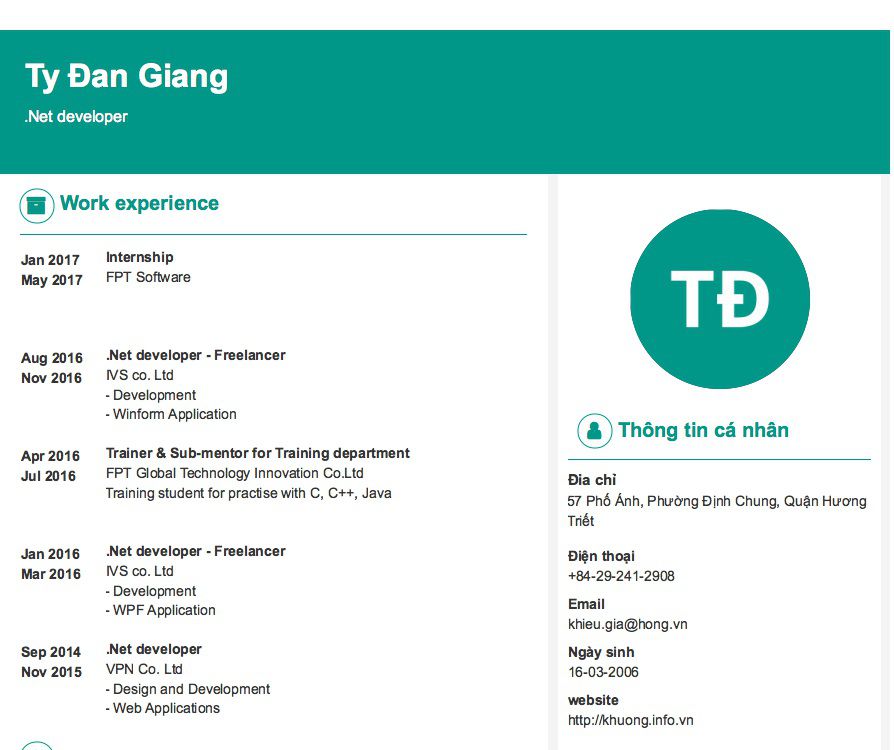 Ty Đan Giang
.Net developer
Work experience
Jan 2017
May 2017
Internship
FPT Software
Aug 2016
Nov 2016
.Net developer - Freelancer
IVS co. Ltd
- Development
- Winform Application
Apr 2016
Jul 2016
Trainer & Sub-mentor for Training department
FPT Global Technology Innovation Co.Ltd
Training student for practise with C, C++, Java
Jan 2016
Mar 2016
.Net developer - Freelancer
IVS co. Ltd
- Development
- WPF Application
Sep 2014
Nov 2015
.Net developer
VPN Co. Ltd
- Design and Development
- Web Applications
TĐ
Thông tin cá nhân
Đia chỉ
57 Phố Ánh, Phường Định Chung, Quận Hương
Triết
Điện thoại
+84-29-241-2908
Email
khieu.gia@hong.vn
Ngày sinh
16-03-2006
website
http://khuong.info.vn